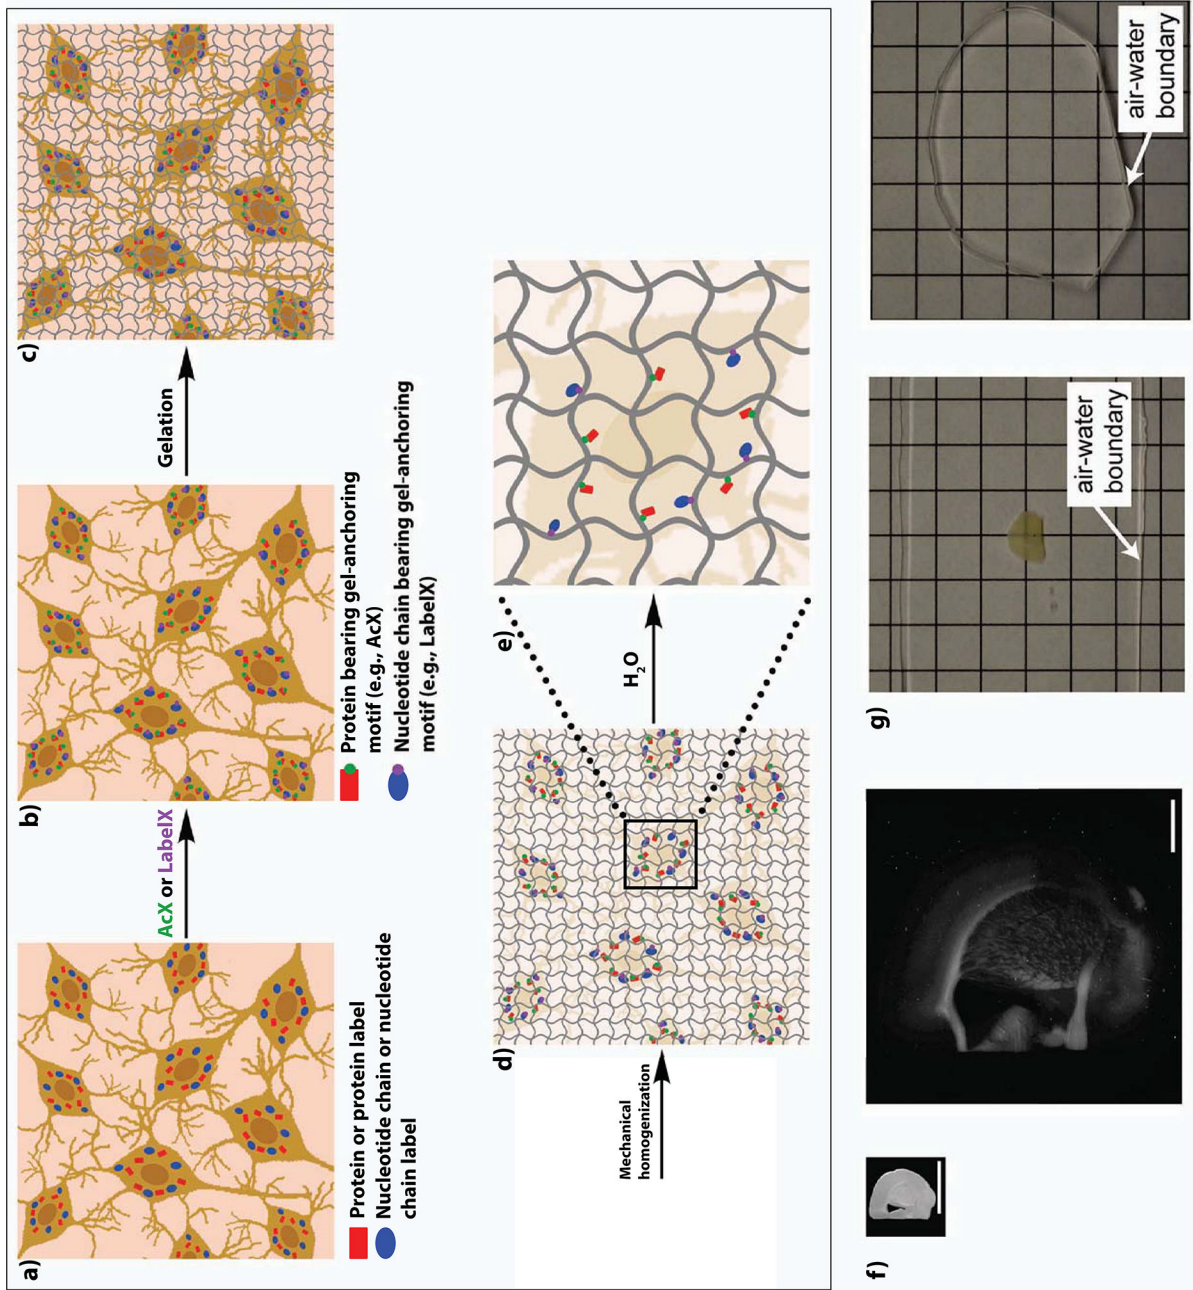 a)
Protein or protein label
Nucleotide chain or nucleotide
chain label
AcX or LabelX
b)
Protein bearing gel-anchoring
motif (e.g., AcX)
Nucleotide chain bearing gel-anchoring
motif (e.g., LabelX)
Gelation
c)
Mechanical
homogenization
d)
H2O
e)
f)
g)
air-water
boundary
air-water
boundary